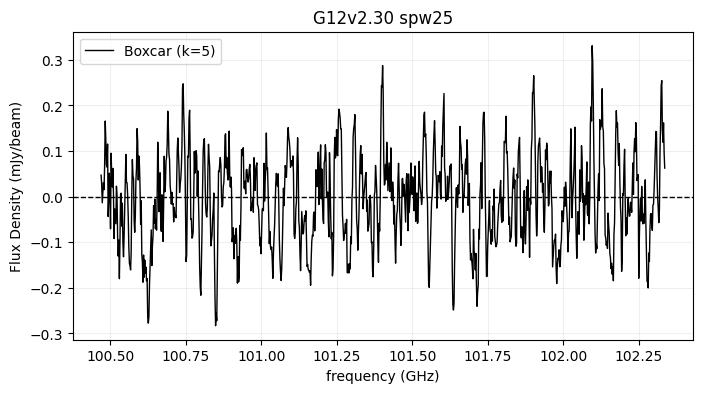 G12v2.30 spw25
Boxcar (k=5)
Flux Density (mJy/beam)
0.3
0.2
0.1
0.0
−0.1
−0.2
−0.3
100.50 100.75 101.00 101.25 101.50 101.75 102.00 102.25
frequency (GHz)